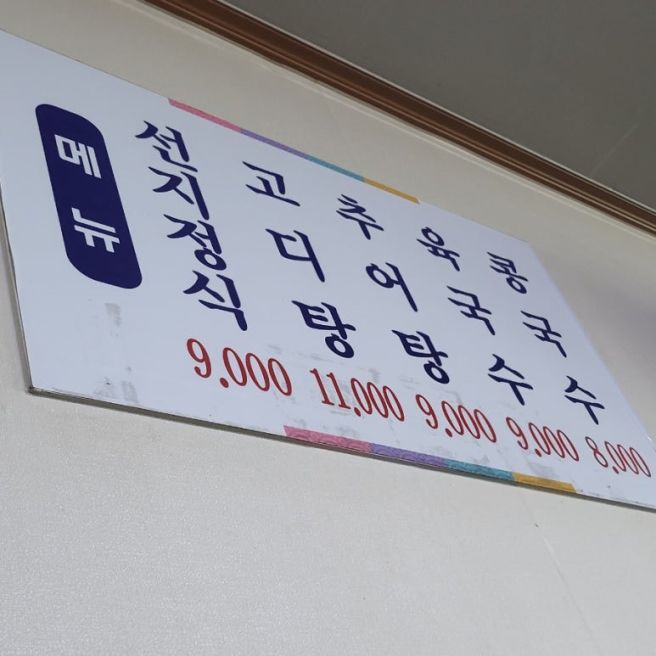 메뉴
선지정식 9,000
고디탕 11,000
추어탕 9,000
육국수 9,000
콩국수 8,000